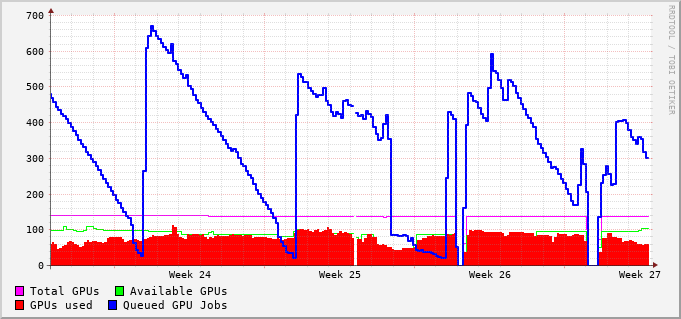 700
600
500
400
300
200
100
0
Week 24 Week 25 Week 26 Week 27
Total GPUs Available GPUs
GPUs used Queued GPU Jobs
RRDTOOL / TOBI OETIKER